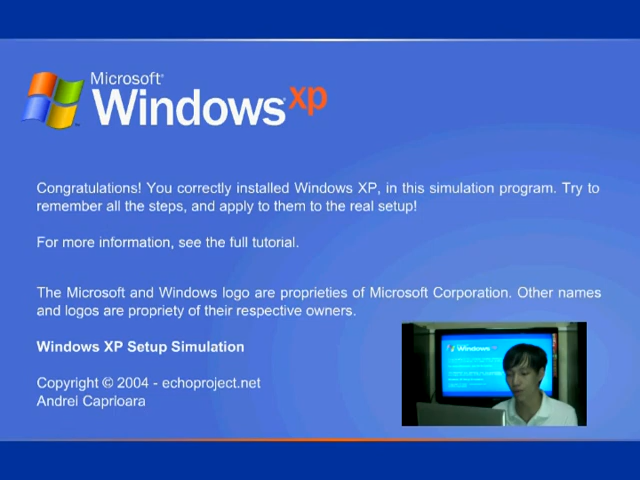 Microsoft®
Windows xp
Congratulations! You correctly installed Windows XP, in this simulation program. Try to
remember all the steps, and apply to them to the real setup!
For more information, see the full tutorial.
The Microsoft and Windows logo are proprieties of Microsoft Corporation. Other names
and logos are propriety of their respective owners.
Windows XP Setup Simulation
Copyright © 2004 - echoproject.net
Andrei Caprioara
Windows